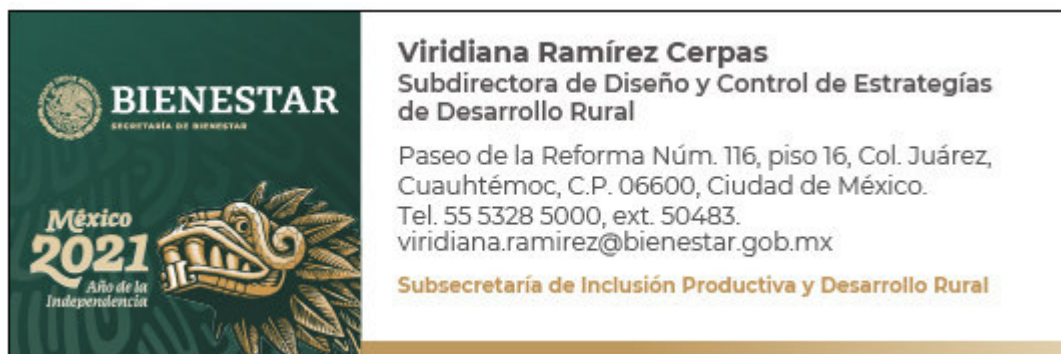 BIENESTAR
SECRETARÍA DE BIENESTAR
México
2021
Año de la
Independencia
Viridiana Ramírez Cerpas
Subdirectora de Diseño y Control de Estrategías
de Desarrollo Rural
Paseo de la Reforma Núm. 116, piso 16, Col. Juárez,
Cuauhtémoc, C.P. 06600, Ciudad de México.
Tel. 55 5328 5000, ext. 50483.
viridiana.ramirez@bienestar.gob.mx
Subsecretaría de Inclusión Productiva y Desarrollo Rural